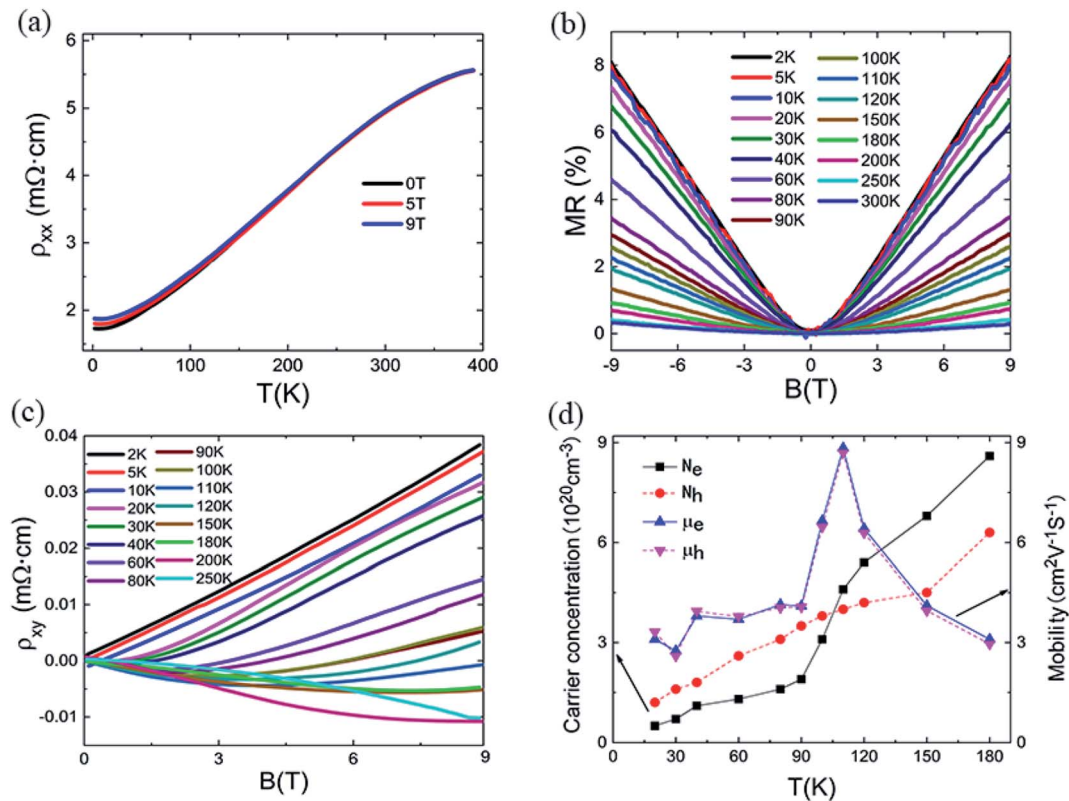 (a)
6
5
4
3
2
ρxx (mΩ·cm)
0T
5T
9T
0 100 200 300 400
T(K)
(b)
8
6
4
2
0
MR (%)
2K 100K
5K 110K
10K 120K
20K 150K
30K 180K
40K 200K
60K 250K
80K 300K
90K
-9 -6 -3 0 3 6 9
B(T)
(c)
0.04
0.03
0.02
0.01
0.00
-0.01
ρxy (mΩ·cm)
2K 90K
5K 100K
10K 110K
20K 120K
30K 150K
40K 180K
60K 200K
80K 250K
0 3 6 9
B(T)
(d)
9
6
3
0
Carrier concentration (10²⁰cm⁻³)
Ne
Nh
μe
μh
9
6
3
0
Mobility (cm²V⁻¹S⁻¹)
0 30 60 90 120 150 180
T(K)